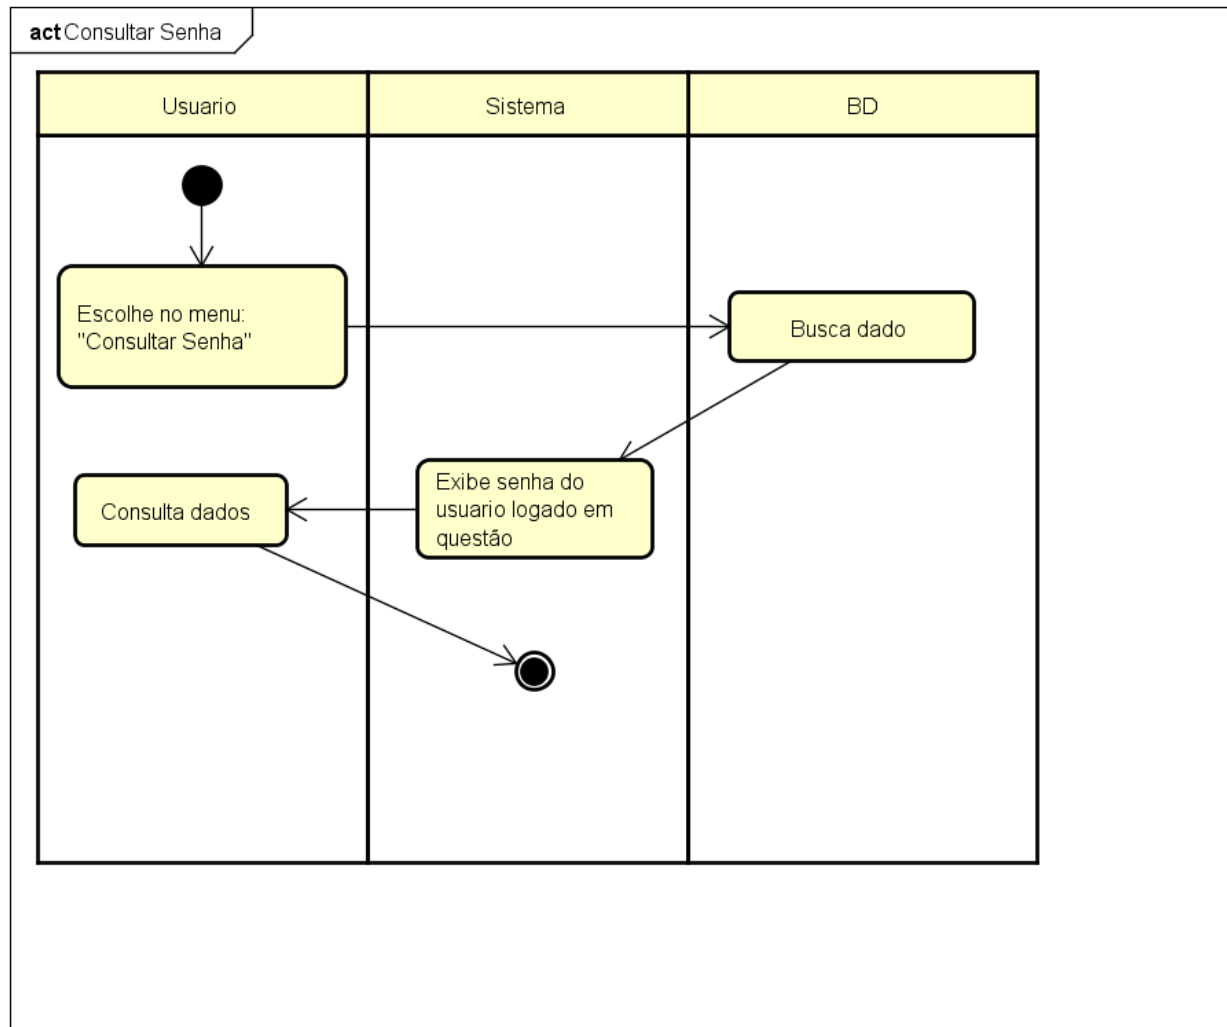 act Consultar Senha
Usuario
Sistema
BD
Escolhe no menu:
"Consultar Senha"
Busca dado
Exibe senha do
usuario logado em
questão
Consulta dados